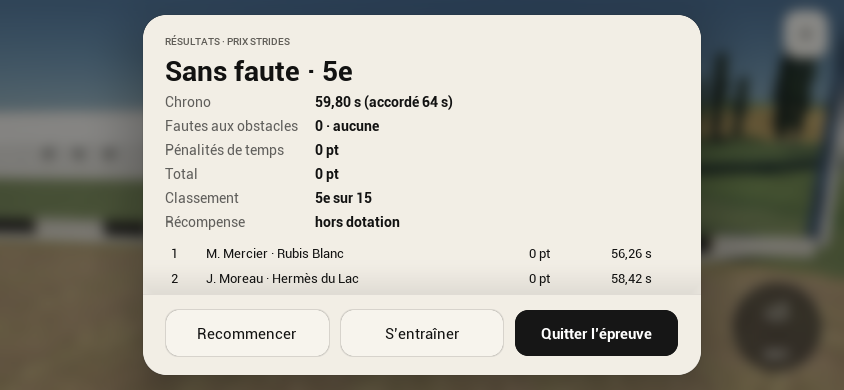 RÉSULTATS · PRIX STRIDES
Sans faute · 5e
Chrono 59,80 s (accordé 64 s)
Fautes aux obstacles 0 · aucune
Pénalités de temps 0 pt
Total 0 pt
Classement 5e sur 15
Récompense hors dotation
1 M. Mercier · Rubis Blanc 0 pt 56,26 s
2 J. Moreau · Hermès du Lac 0 pt 58,42 s
Recommencer S'entraîner Quitter l'épreuve